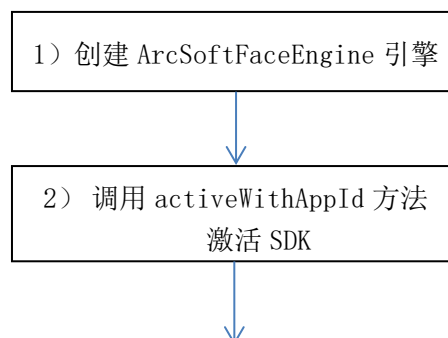 1）创建 ArcSoftFaceEngine 引擎
2） 调用 activeWithAppId 方法
激活 SDK